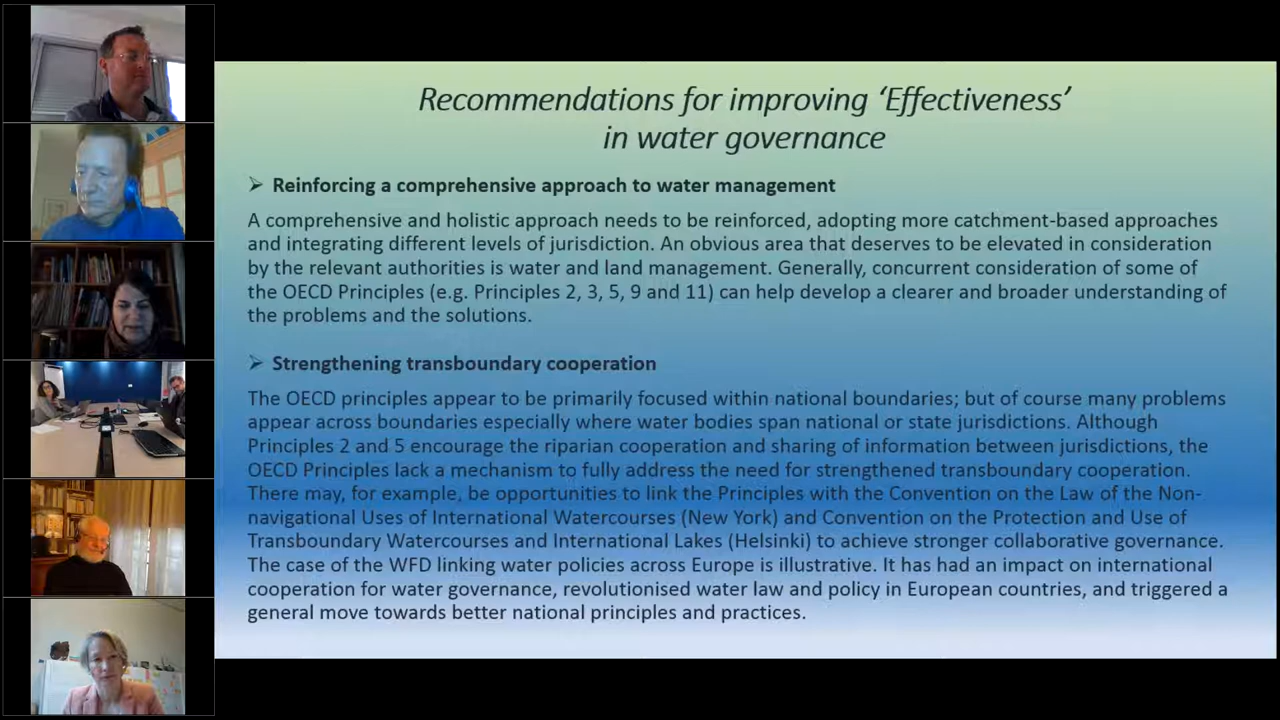 Recommendations for improving ‘Effectiveness’
in water governance
➢ Reinforcing a comprehensive approach to water management
A comprehensive and holistic approach needs to be reinforced, adopting more catchment-based approaches
and integrating different levels of jurisdiction. An obvious area that deserves to be elevated in consideration
by the relevant authorities is water and land management. Generally, concurrent consideration of some of
the OECD Principles (e.g. Principles 2, 3, 5, 9 and 11) can help develop a clearer and broader understanding of
the problems and the solutions.
➢ Strengthening transboundary cooperation
The OECD principles appear to be primarily focused within national boundaries; but of course many problems
appear across boundaries especially where water bodies span national or state jurisdictions. Although
Principles 2 and 5 encourage the riparian cooperation and sharing of information between jurisdictions, the
OECD Principles lack a mechanism to fully address the need for strengthened transboundary cooperation.
There may, for example, be opportunities to link the Principles with the Convention on the Law of the Non-
navigational Uses of International Watercourses (New York) and Convention on the Protection and Use of
Transboundary Watercourses and International Lakes (Helsinki) to achieve stronger collaborative governance.
The case of the WFD linking water policies across Europe is illustrative. It has had an impact on international
cooperation for water governance, revolutionised water law and policy in European countries, and triggered a
general move towards better national principles and practices.